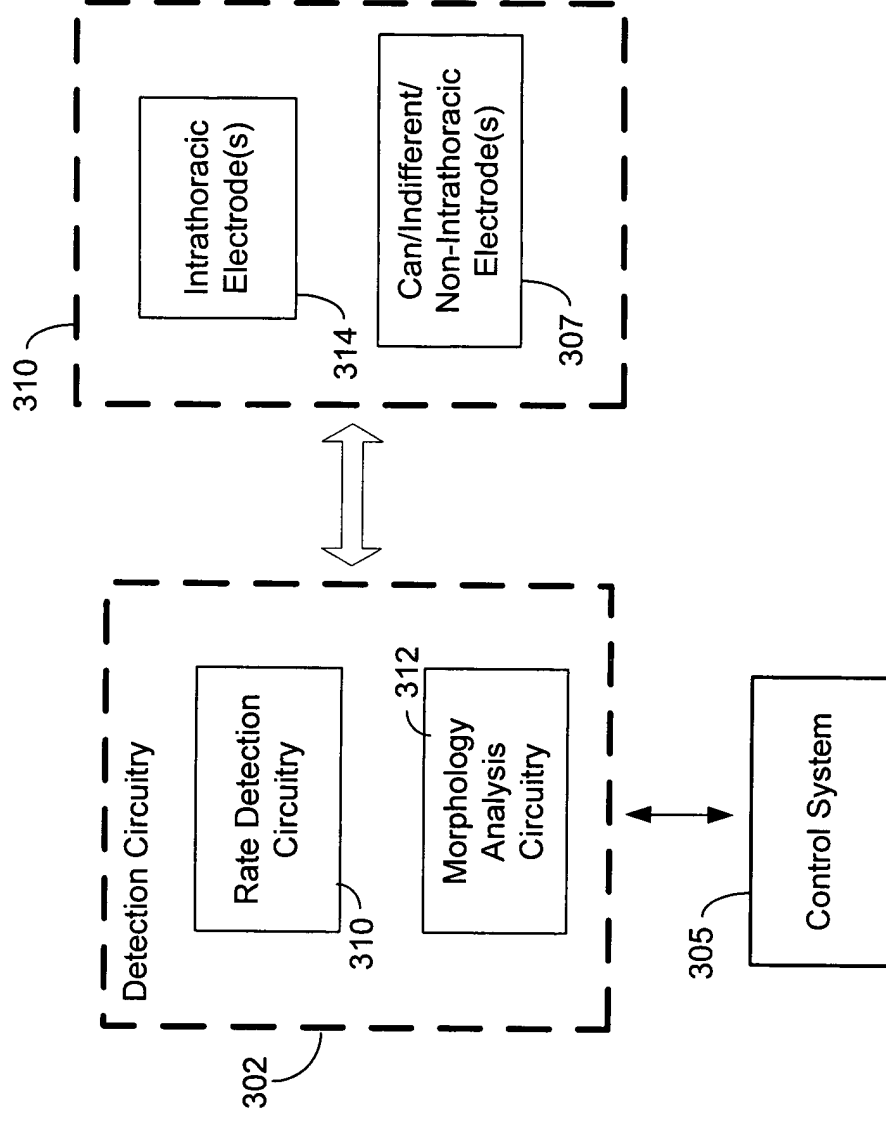 Detection Circuitry
302
Rate Detection
Circuitry
310
Morphology
Analysis
Circuitry
312
Control System
305
310
Intrathoracic
Electrode(s)
314
Can/Indifferent/
Non-Intrathoracic
Electrode(s)
307